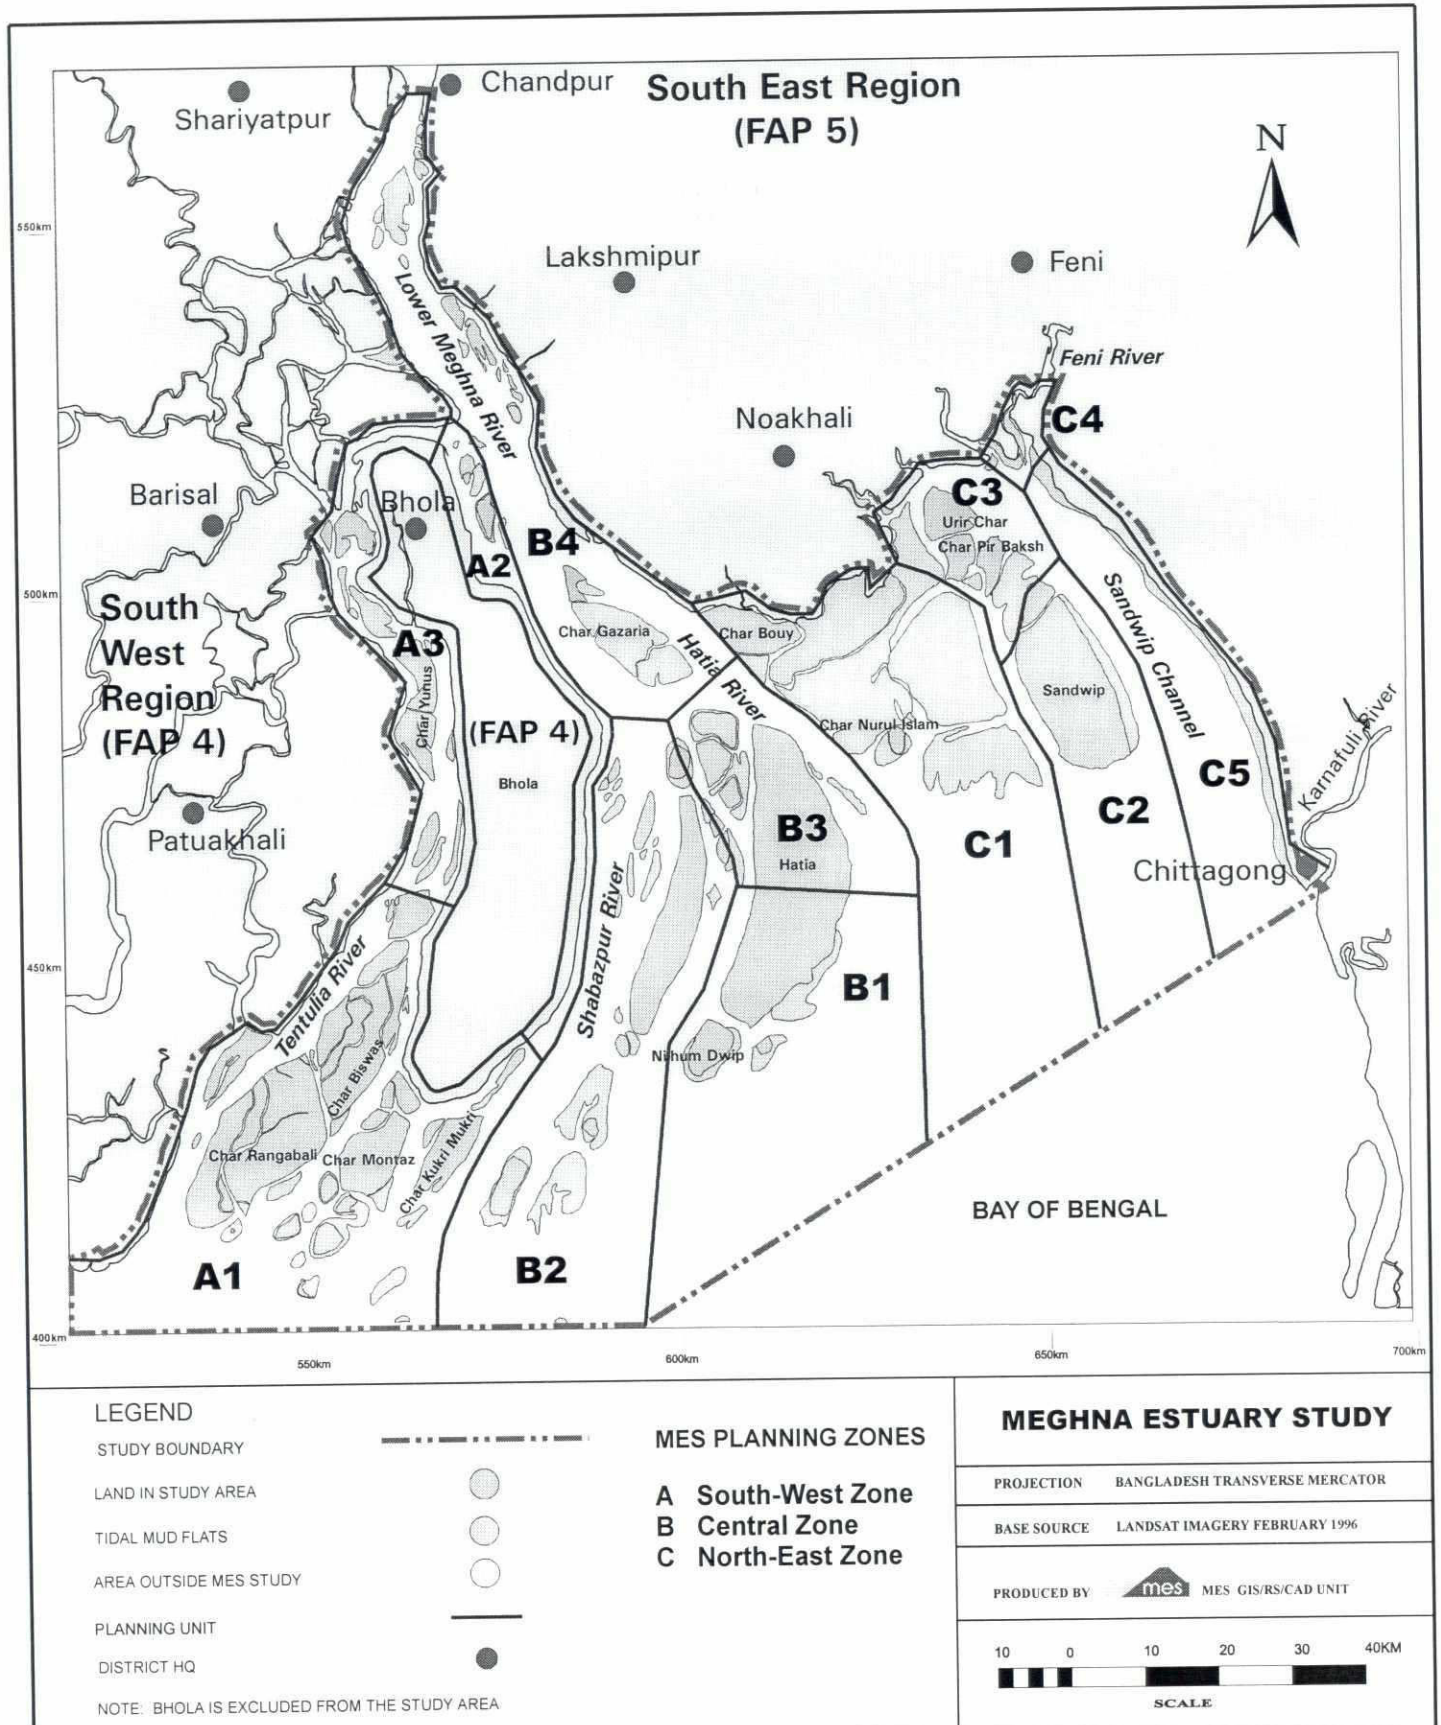 Chandpur
South East Region
(FAP 5)
Shariyatpur
N
550km
Lakshmipur
Feni
Lower Meghna River
Feni River
Noakhali
C4
Barisal
Bhola
C3
Urir Char
Char Pir Baksh
B4
A2
500km
South
West
Region
(FAP 4)
A3
Char Yunus
Char Gazaria
Hatia River
Char Bouy
Sandwip Channel
Sandwip
Char Nurul Islam
(FAP 4)
Bhola
C5
Karnafuli River
Patuakhali
B3
Hatia
C1
C2
Chittagong
Shabazpur River
450km
Tentulia River
B1
Nihum Dwip
Char Biswas
Char Rangabali
Char Montaz
Char Kukri Mukri
BAY OF BENGAL
A1
B2
400km
550km
600km
650km
700km
LEGEND
STUDY BOUNDARY
LAND IN STUDY AREA
TIDAL MUD FLATS
AREA OUTSIDE MES STUDY
PLANNING UNIT
DISTRICT HQ
NOTE: BHOLA IS EXCLUDED FROM THE STUDY AREA
MES PLANNING ZONES
A South-West Zone
B Central Zone
C North-East Zone
MEGHNA ESTUARY STUDY
PROJECTION BANGLADESH TRANSVERSE MERCATOR
BASE SOURCE LANDSAT IMAGERY FEBRUARY 1996
PRODUCED BY mes MES GIS/RS/CAD UNIT
10 0 10 20 30 40KM
SCALE